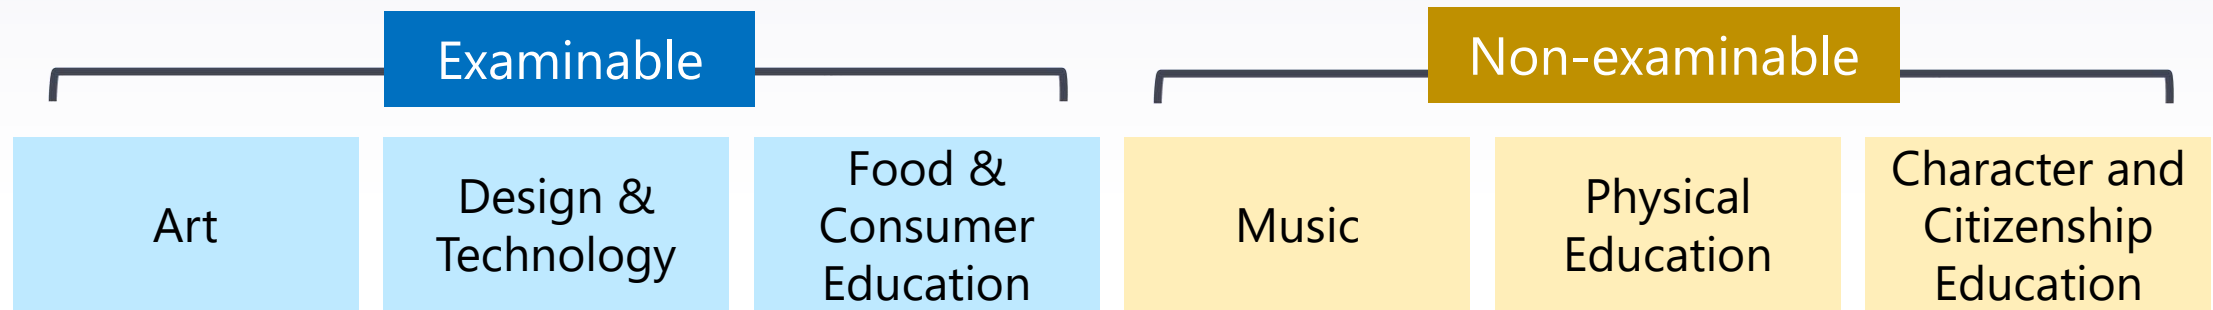 Examinable
Non-examinable
Art
Design &
Technology
Food &
Consumer
Education
Music
Physical
Education
Character and
Citizenship
Education